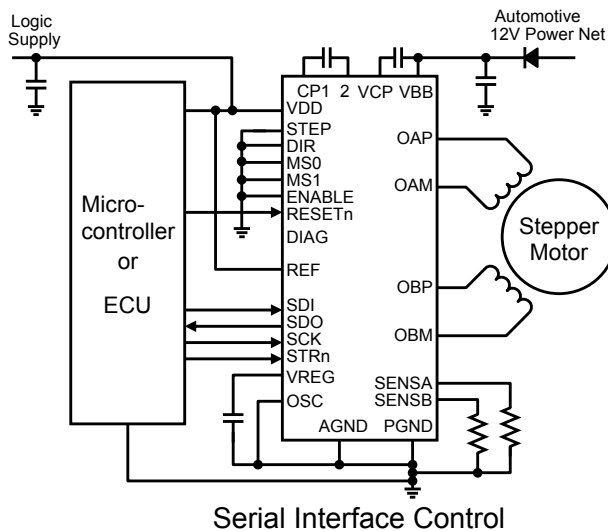 Logic
Supply
Automotive
12V Power Net
CP1 2 VCP VBB
VDD
STEP
DIR
MS0
MS1
ENABLE
RESETn
DIAG
REF
SDI
SDO
SCK
STRn
VREG
OSC
AGND PGND
OAP
OAM
OBP
OBM
SENSA
SENSB
Micro-
controller
or
ECU
Stepper
Motor
Serial Interface Control